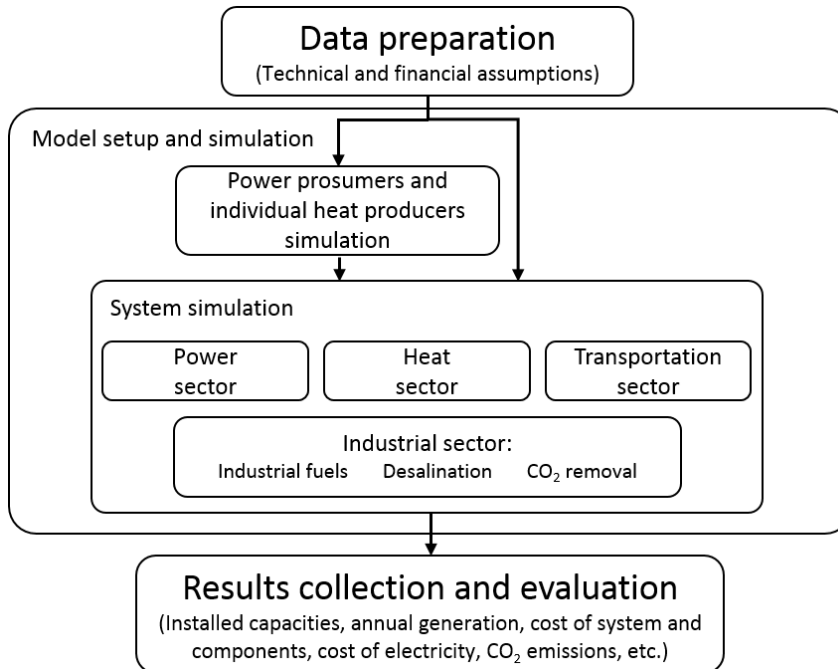 Data preparation
(Technical and financial assumptions)
Model setup and simulation
Power prosumers and
individual heat producers
simulation
System simulation
Power
sector
Heat
sector
Transportation
sector
Industrial sector:
Industrial fuels Desalination CO₂ removal
Results collection and evaluation
(Installed capacities, annual generation, cost of system and
components, cost of electricity, CO₂ emissions, etc.)